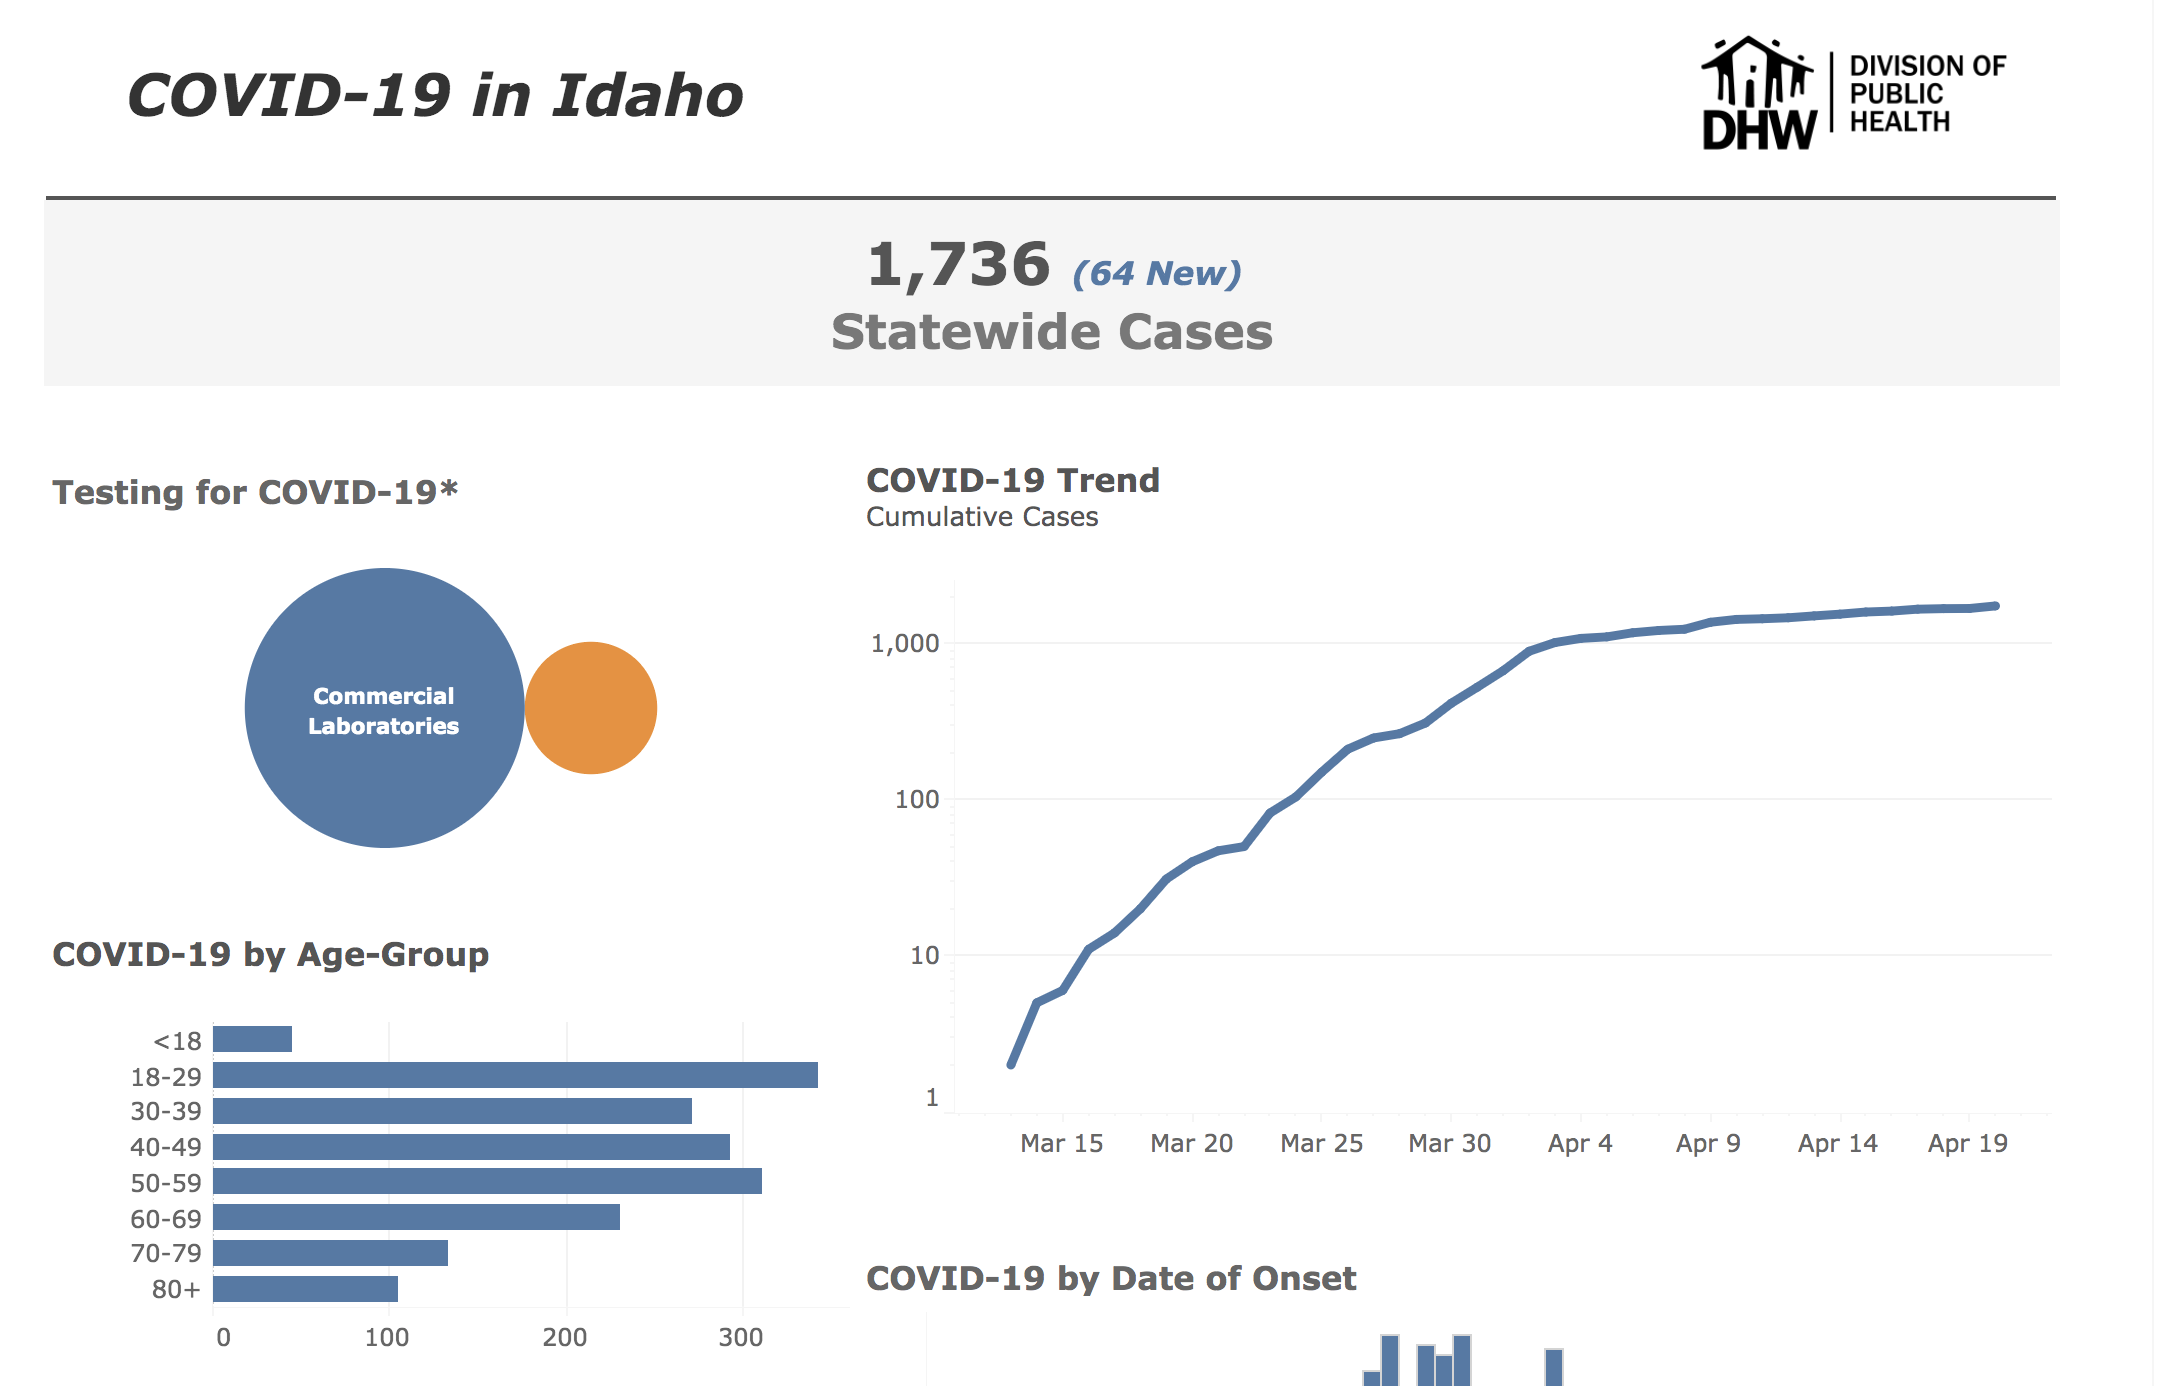 COVID-19 in Idaho
DHW
DIVISION OF
PUBLIC
HEALTH
1,736 (64 New)
Statewide Cases
Testing for COVID-19*
Commercial
Laboratories
COVID-19 by Age-Group
<18
18-29
30-39
40-49
50-59
60-69
70-79
80+
0 100 200 300
COVID-19 Trend
Cumulative Cases
1,000
100
10
1
Mar 15 Mar 20 Mar 25 Mar 30 Apr 4 Apr 9 Apr 14 Apr 19
COVID-19 by Date of Onset